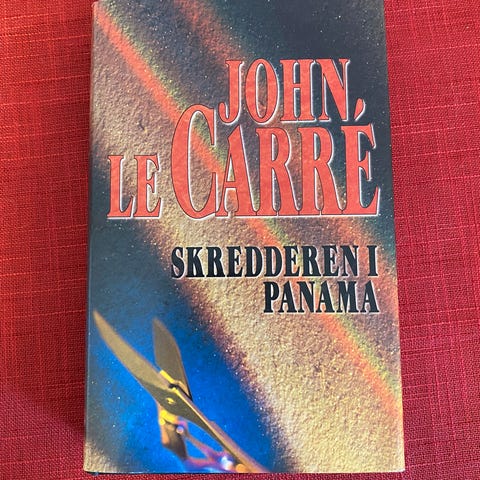 JOHN
LE CARRÉ
SKREDDEREN I
PANAMA